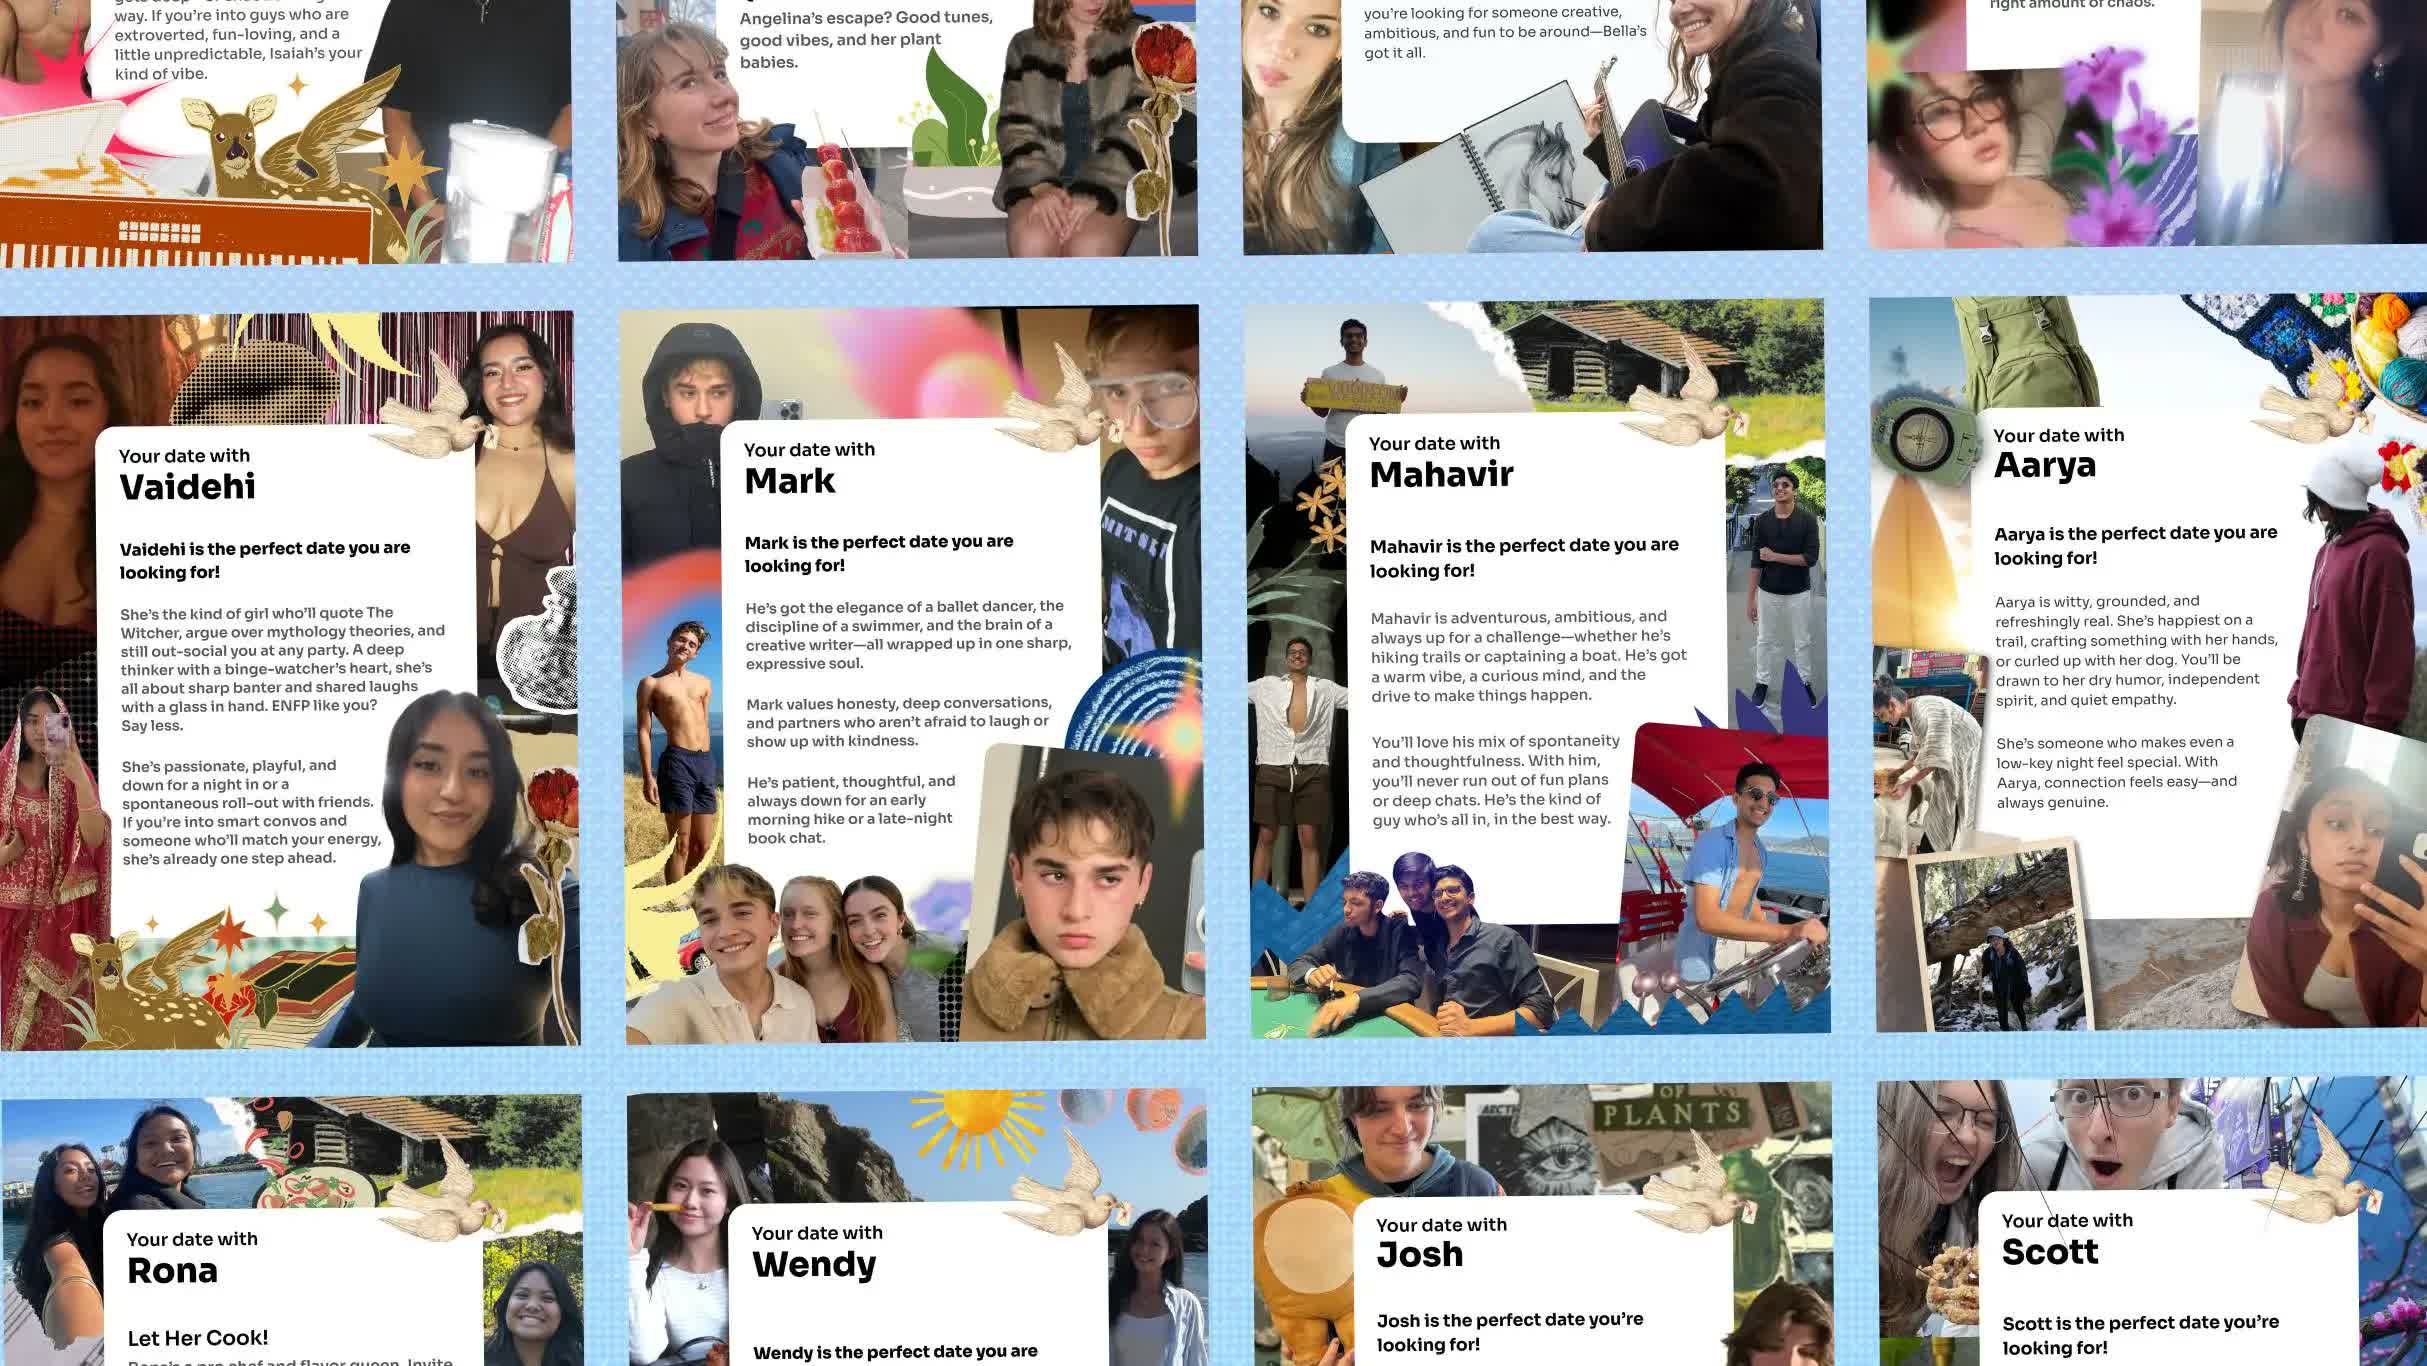 way. If you're into guys who are
extroverted, fun-loving, and a
little unpredictable, Isaiah's your
kind of vibe.
Angelina's escape? Good tunes,
good vibes, and her plant
babies.
you're looking for someone creative,
ambitious, and fun to be around—Bella's
got it all.
right amount of chaos.
Your date with
Vaidehi
Vaidehi is the perfect date you are
looking for!
She's the kind of girl who'll quote The
Witcher, argue over mythology theories, and
still out-social you at any party. A deep
thinker with a binge-watcher's heart, she's
all about sharp banter and shared laughs
with a glass in hand. ENFP like you?
Say less.
She's passionate, playful, and
down for a night in or a
spontaneous roll-out with friends.
If you're into smart convos and
someone who'll match your energy,
she's already one step ahead.
Your date with
Mark
Mark is the perfect date you are
looking for!
He's got the elegance of a ballet dancer, the
discipline of a swimmer, and the brain of a
creative writer—all wrapped up in one sharp,
expressive soul.
Mark values honesty, deep conversations,
and partners who aren't afraid to laugh or
show up with kindness.
He's patient, thoughtful, and
always down for an early
morning hike or a late-night
book chat.
MITSKI
Your date with
Mahavir
Mahavir is the perfect date you are
looking for!
Mahavir is adventurous, ambitious, and
always up for a challenge—whether he's
hiking trails or captaining a boat. He's got
a warm vibe, a curious mind, and the
drive to make things happen.
You'll love his mix of spontaneity
and thoughtfulness. With him,
you'll never run out of fun plans
or deep chats. He's the kind of
guy who's all in, in the best way.
Your date with
Aarya
Aarya is the perfect date you are
looking for!
Aarya is witty, grounded, and
refreshingly real. She's happiest on a
trail, crafting something with her hands,
or curled up with her dog. You'll be
drawn to her dry humor, independent
spirit, and quiet empathy.
She's someone who makes even a
low-key night feel special. With
Aarya, connection feels easy—and
always genuine.
Your date with
Rona
Let Her Cook!
Your date with
Wendy
Wendy is the perfect date you are
OF
PLANTS
Your date with
Josh
Josh is the perfect date you're
looking for!
Your date with
Scott
Scott is the perfect date you're
looking for!